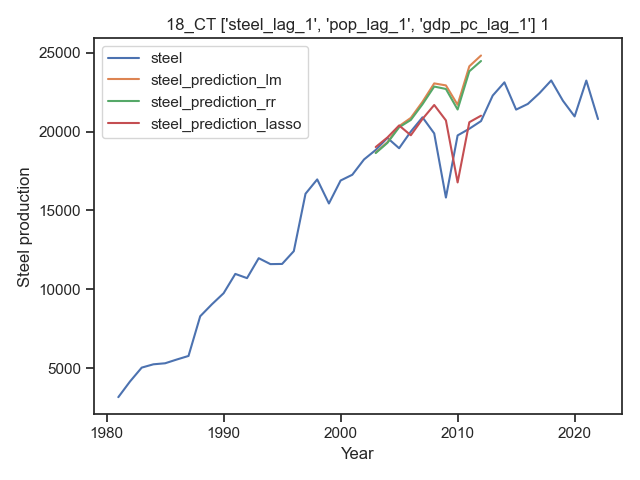 18_CT ['steel_lag_1', 'pop_lag_1', 'gdp_pc_lag_1'] 1
steel
steel_prediction_lm
steel_prediction_rr
steel_prediction_lasso
Steel production
25000
20000
15000
10000
5000
1980
1990
2000
2010
2020
Year